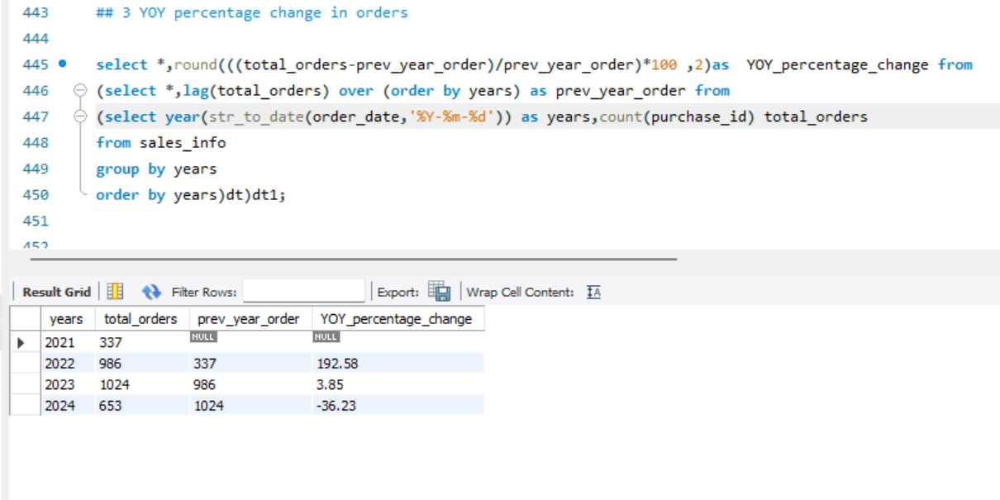 443 ## 3 YOY percentage change in orders
444
445 select *,round(((total_orders-prev_year_order)/prev_year_order)*100 ,2)as  YOY_percentage_change from
446 (select *,lag(total_orders) over (order by years) as prev_year_order from
447 (select year(str_to_date(order_date,'%Y-%m-%d')) as years,count(purchase_id) total_orders
448 from sales_info
449 group by years
450 order by years)dt)dt1;
451
452
Result Grid Filter Rows: Export: Wrap Cell Content: IA
years total_orders prev_year_order YOY_percentage_change
2021 337 NULL NULL
2022 986 337 192.58
2023 1024 986 3.85
2024 653 1024 -36.23